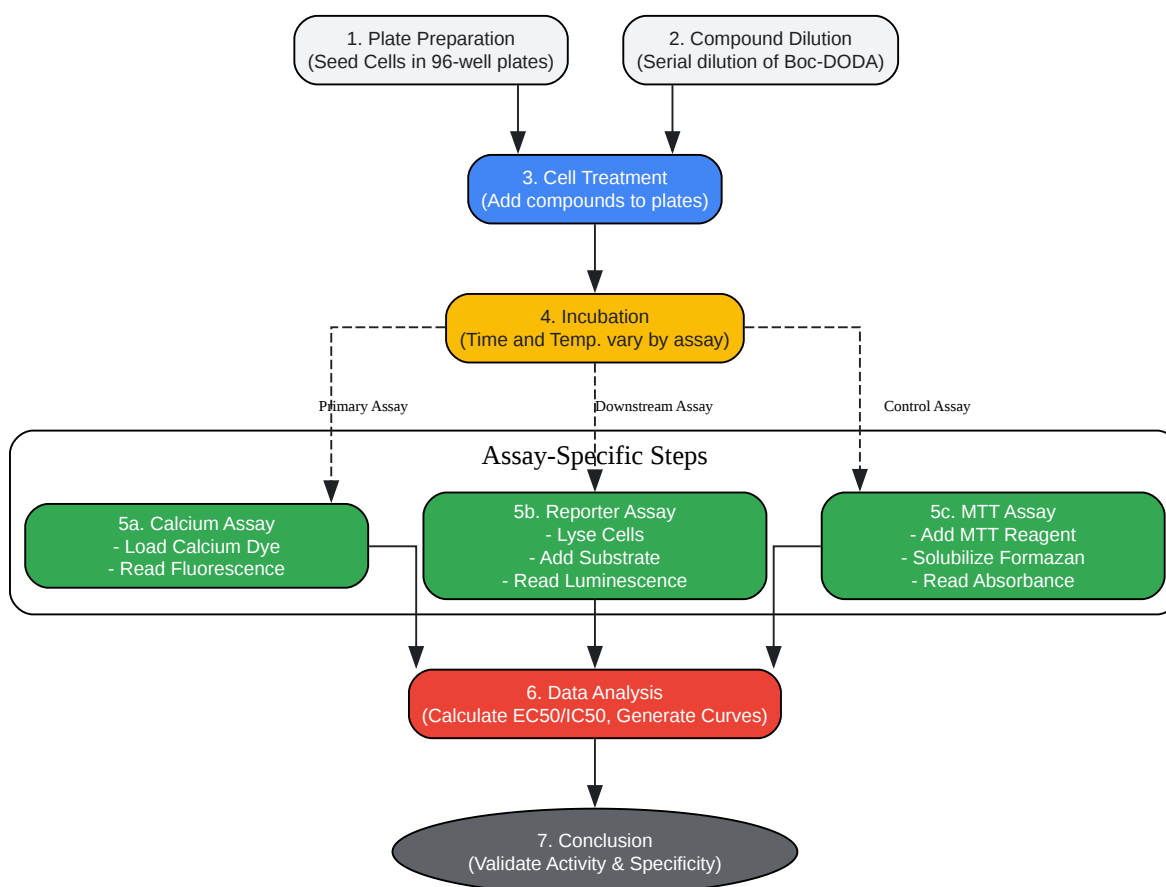 1. Plate Preparation
(Seed Cells in 96-well plates)
2. Compound Dilution
(Serial dilution of Boc-DODA)
3. Cell Treatment
(Add compounds to plates)
4. Incubation
(Time and Temp. vary by assay)
Primary Assay
Downstream Assay
Control Assay
Assay-Specific Steps
5a. Calcium Assay
- Load Calcium Dye
- Read Fluorescence
5b. Reporter Assay
- Lyse Cells
- Add Substrate
- Read Luminescence
5c. MTT Assay
- Add MTT Reagent
- Solubilize Formazan
- Read Absorbance
6. Data Analysis
(Calculate EC50/IC50, Generate Curves)
7. Conclusion
(Validate Activity & Specificity)